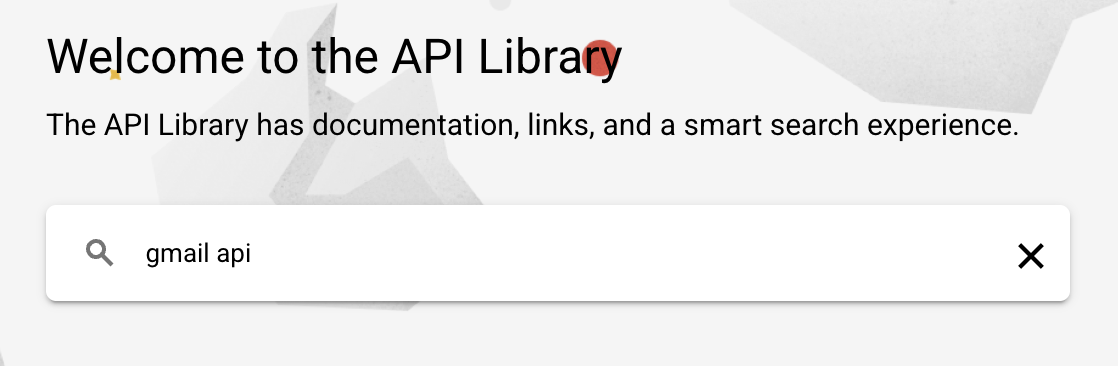 Welcome to the API Library
The API Library has documentation, links, and a smart search experience.
gmail api